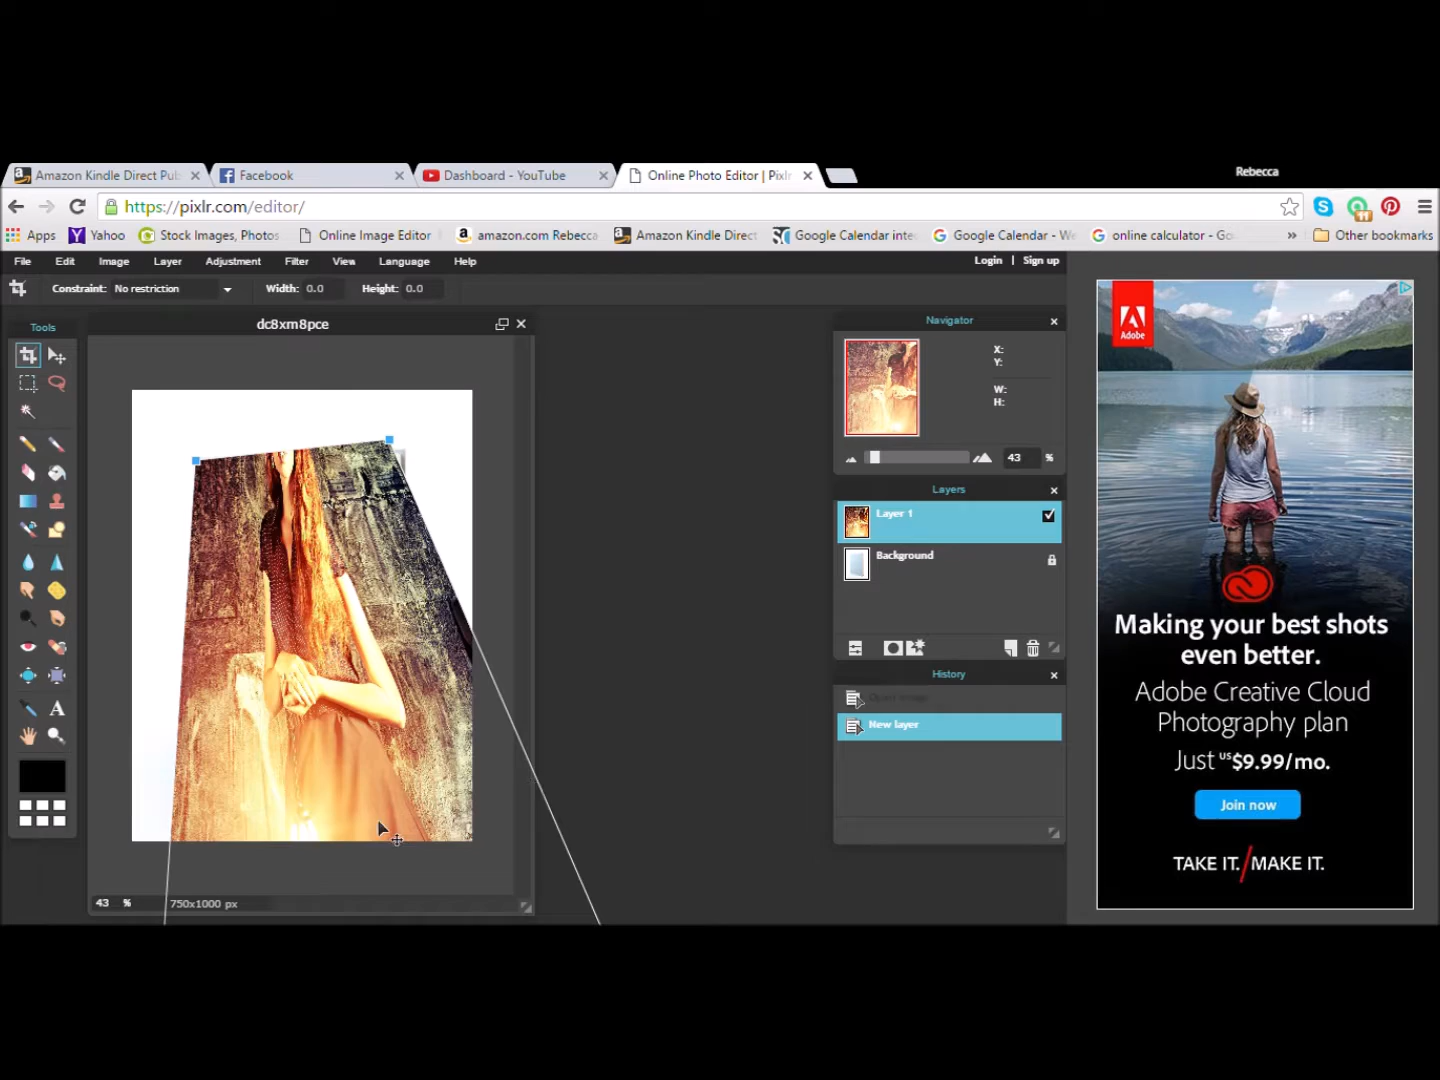 Rebecca
Amazon Kindle Direct Pub
Facebook
Dashboard - YouTube
Online Photo Editor | Pixlr
https://pixlr.com/editor/
Apps
Yahoo
Stock Images, Photos
Online Image Editor
amazon.com Rebecca
Amazon Kindle Direct
Google Calendar inte
Google Calendar - We
online calculator - Go
»
Other bookmarks
File Edit Image Layer Adjustment Filter View Language Help
Login | Sign up
Constraint: No restriction Width: 0.0 Height: 0.0
Tools
dc8xm8pce
Navigator
X:
Y:
W:
H:
43 %
Layers
Layer 1
Background
History
Open image
New layer
A
43 % 750x1000 px
Adobe
Making your best shots
even better.
Adobe Creative Cloud
Photography plan
Just US$9.99/mo.
Join now
TAKE IT./MAKE IT.